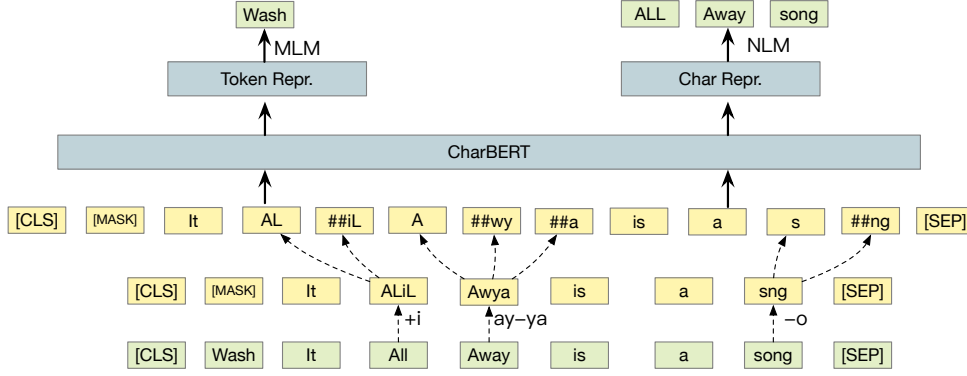 Wash ALL Away song
MLM NLM
Token Repr. Char Repr.
CharBERT
[CLS] [MASK] It AL ##iL A ##wy ##a is a s ##ng [SEP]
[CLS] [MASK] It ALiL Awya is a sng [SEP]
+i ay–ya –o
[CLS] Wash It All Away is a song [SEP]